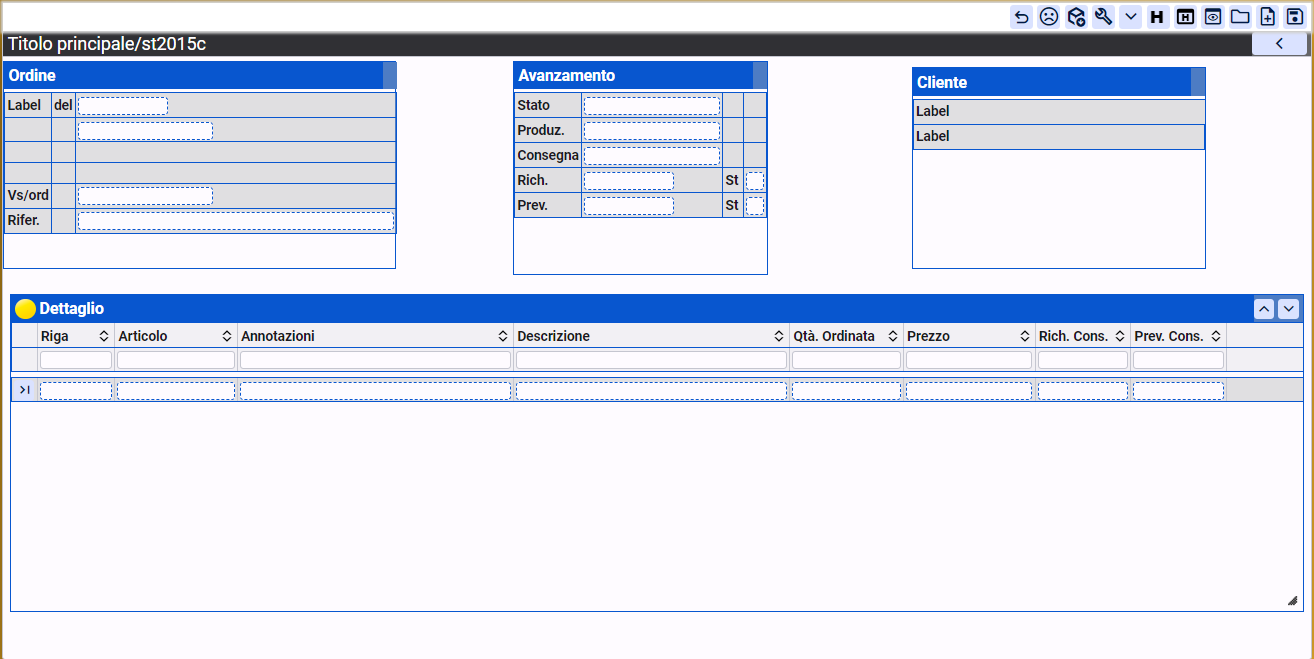 H H
Titolo principale/st2015c
Ordine
Label del
Vs/ord
Rifer.
Avanzamento
Stato
Produz.
Consegna
Rich. St
Prev. St
Cliente
Label
Label
Dettaglio
Riga Articolo Annotazioni Descrizione Qtà. Ordinata Prezzo Rich. Cons. Prev. Cons.